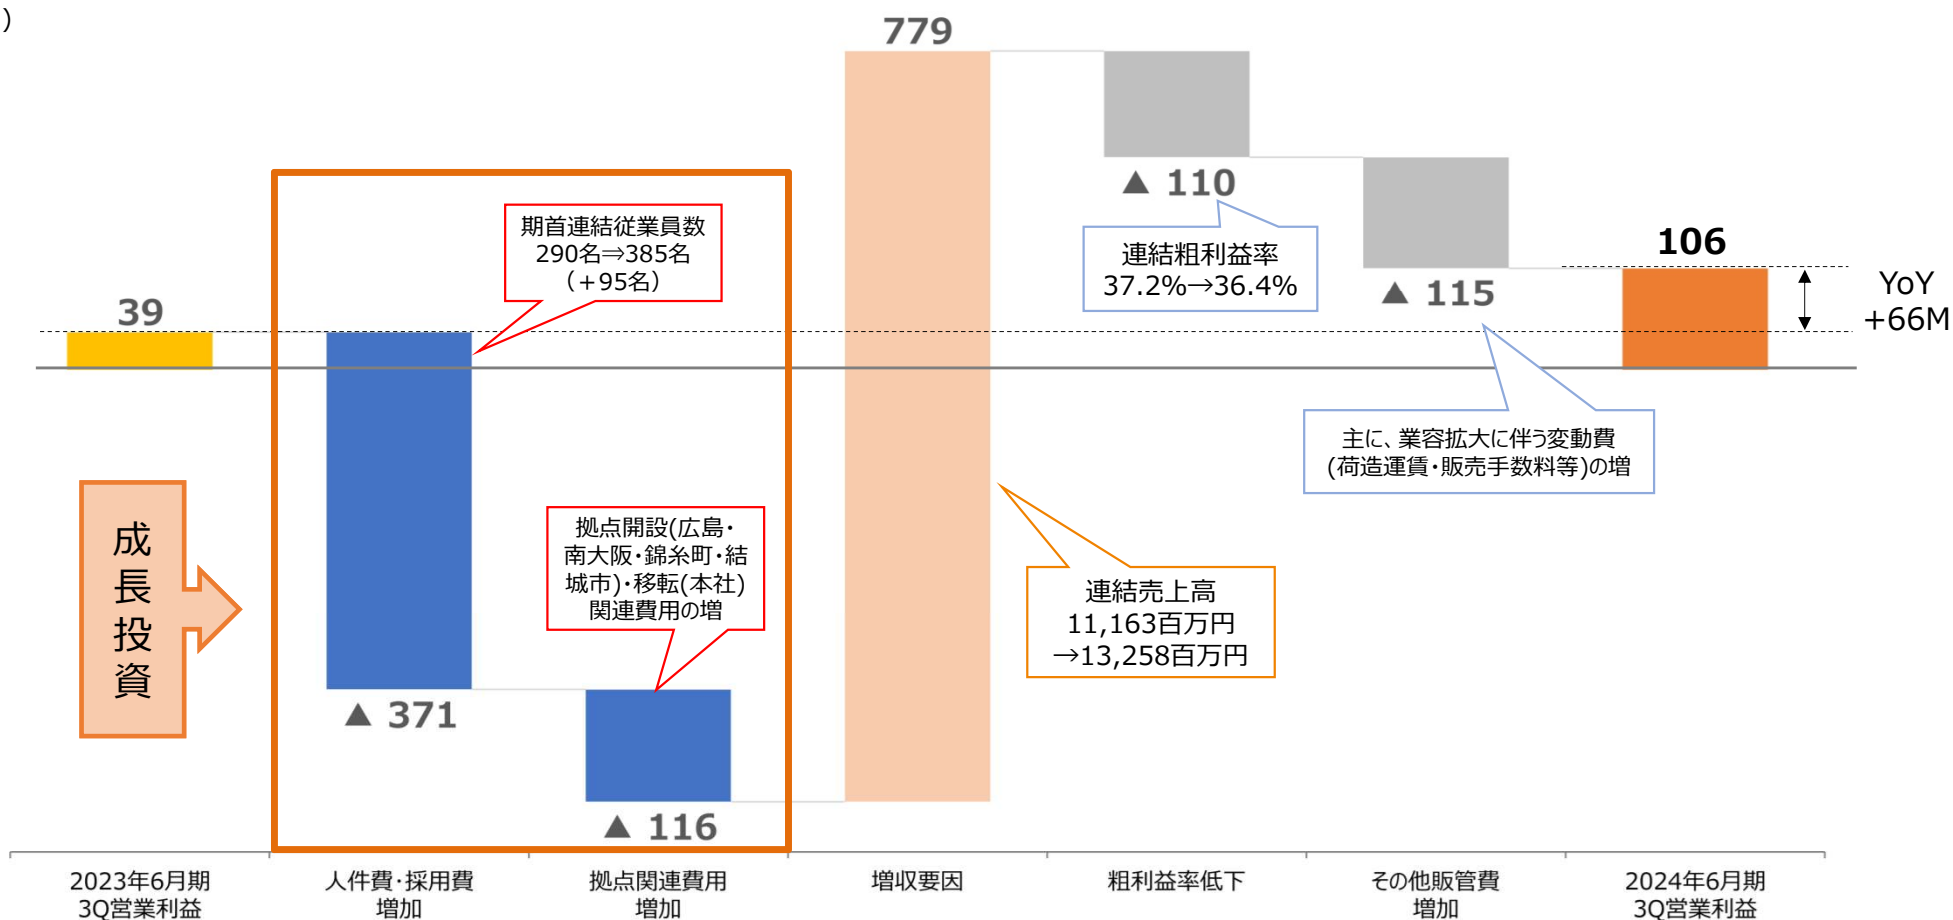 )
779
▲ 110
連結粗利益率
37.2%→36.4%
▲ 115
106
YoY
+66M
39
期首連結従業員数
290名⇒385名
（+95名）
主に、業容拡大に伴う変動費
(荷造運賃・販売手数料等)の増
成
長
投
資
拠点開設(広島・
南大阪・錦糸町・結
城市)・移転(本社)
関連費用の増
連結売上高
11,163百万円
→13,258百万円
▲ 371
▲ 116
2023年6月期
3Q営業利益
人件費・採用費
増加
拠点関連費用
増加
増収要因
粗利益率低下
その他販管費
増加
2024年6月期
3Q営業利益